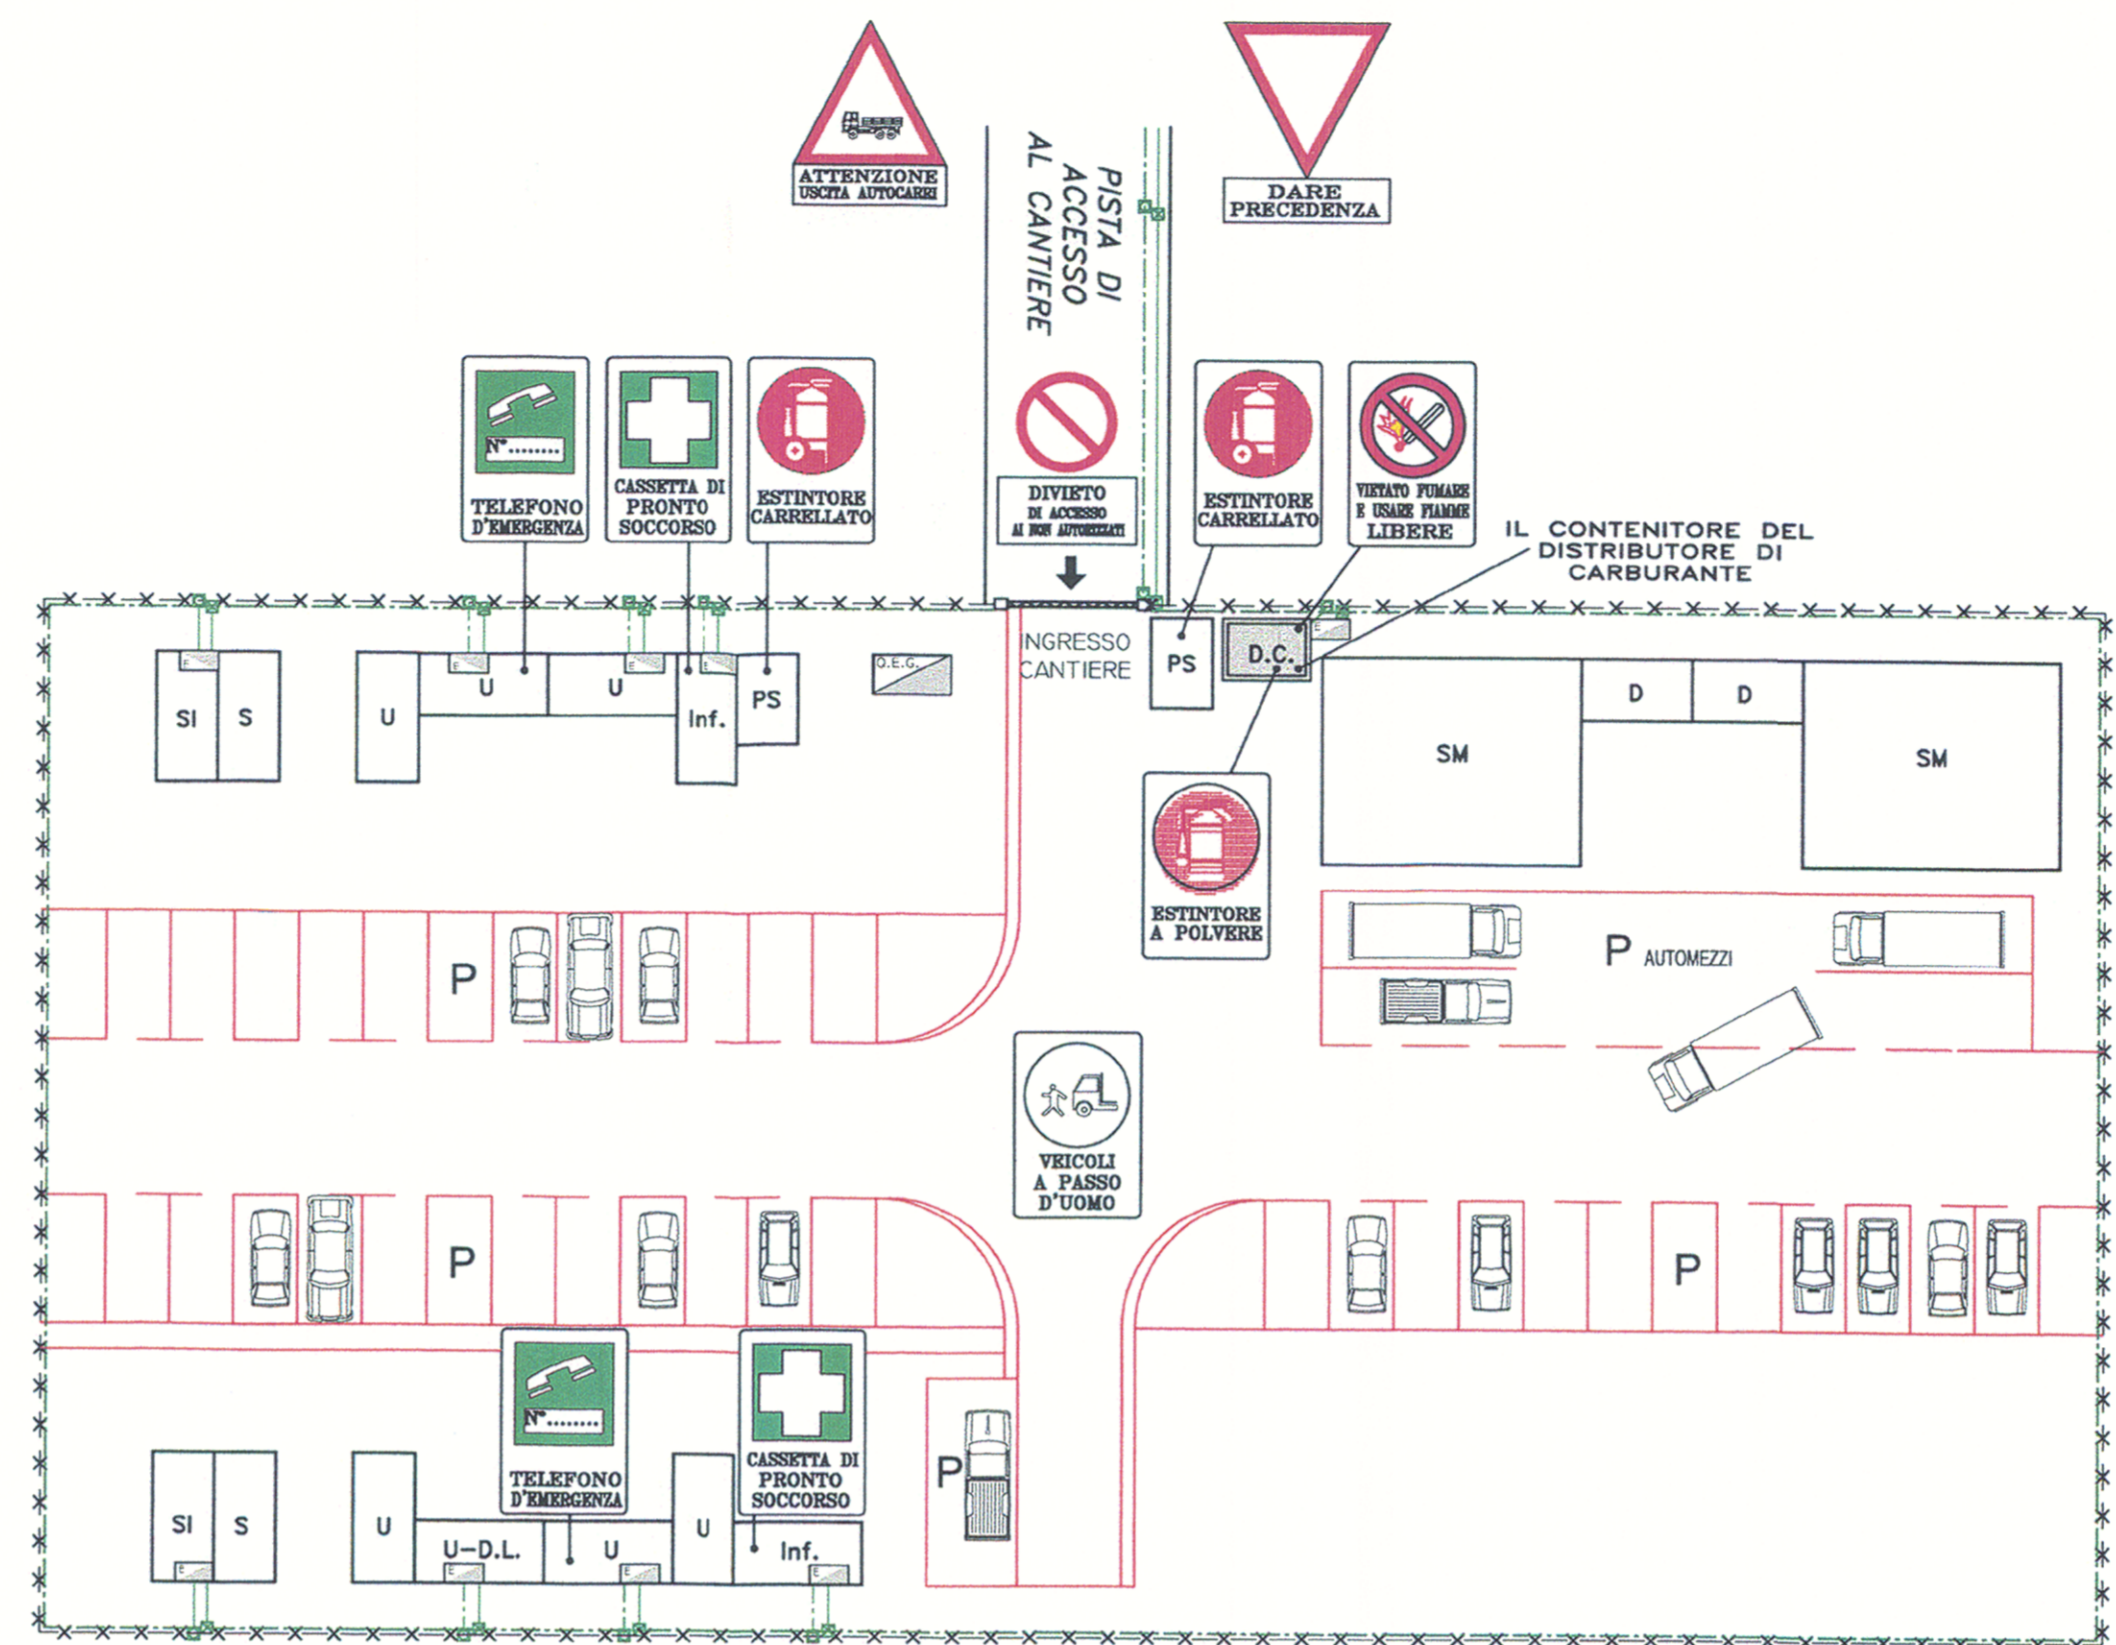 ATTENZIONE
USCITA AUTOCARRI
DARE
PRECEDENZA
PISTA DI
ACCESSO
AL CANTIERE
N°........
TELEFONO
D'EMERGENZA
CASSETTA DI
PRONTO
SOCCORSO
ESTINTORE
CARRELLATO
DIVIETO
DI ACCESSO
AI NON AUTORIZZATI
ESTINTORE
CARRELLATO
VIETATO FUMARE
E USARE FIAMME
LIBERE
IL CONTENITORE DEL
DISTRIBUTORE DI
CARBURANTE
INGRESSO
CANTIERE
SI
E
S
U
E
U
U
E
Inf.
E
PS
Q.E.G.
PS
D.C.
E
SM
D
D
SM
ESTINTORE
A POLVERE
P
P AUTOMEZZI
VEICOLI
A PASSO
D'UOMO
P
P
N°........
TELEFONO
D'EMERGENZA
CASSETTA DI
PRONTO
SOCCORSO
P
SI
E
S
U
U-D.L.
E
U
E
U
Inf.
E